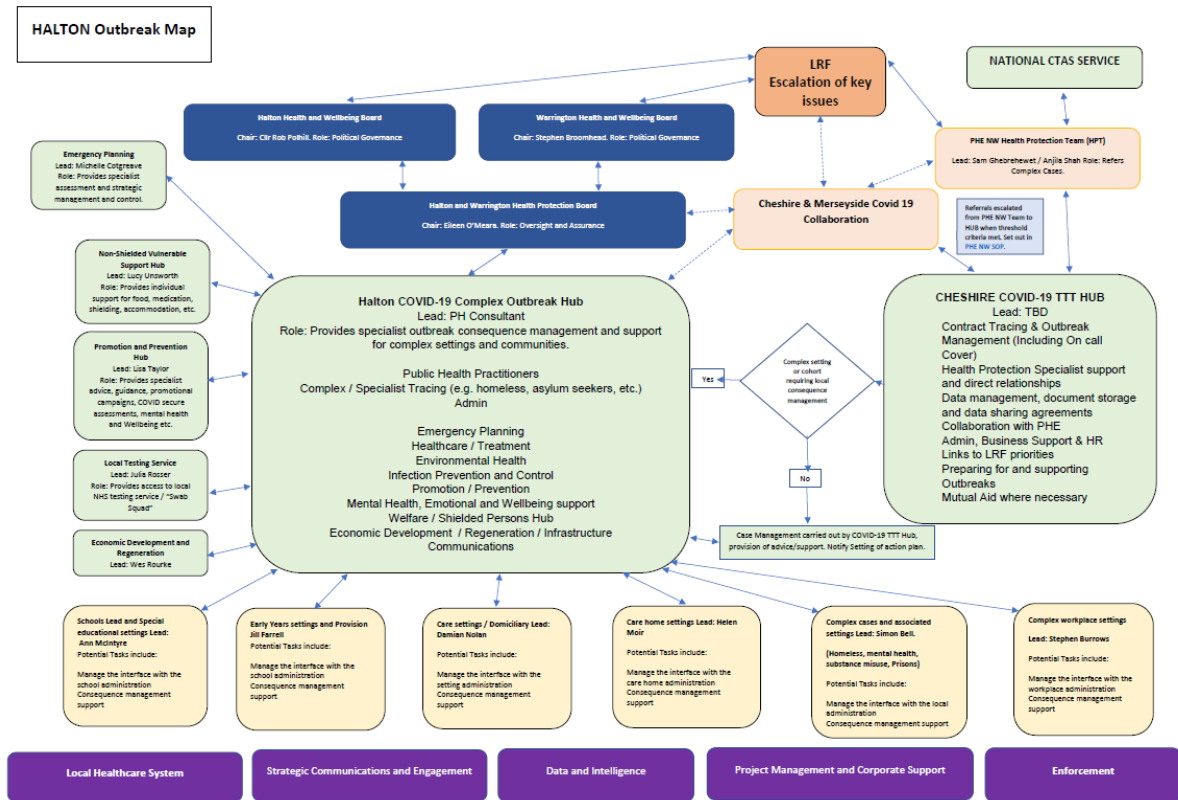 HALTON Outbreak Map
LRF
Escalation of key
issues
NATIONAL CTAS SERVICE
Halton Health and Wellbeing Board
Chair: Cllr Rob Polhill. Role: Political Governance
Warrington Health and Wellbeing Board
Chair: Stephen Broomhead. Role: Political Governance
PHE NW Health Protection Team (HPT)
Lead: Sam Ghebrehewet / Anjila Shah Role: Refers
Complex Cases.
Emergency Planning
Lead: Michelle Cotgreave
Role: Provides specialist
assessment and strategic
management and control.
Halton and Warrington Health Protection Board
Chair: Eileen O'Meara. Role: Oversight and Assurance
Cheshire & Merseyside Covid 19
Collaboration
Referrals escalated
from PHE NW Team to
HUB when threshold
criteria met. Set out in
PHE NW SOP.
Non-Shielded Vulnerable
Support Hub
Lead: Lucy Unsworth
Role: Provides individual
support for food, medication,
shielding, accommodation, etc.
Promotion and Prevention
Hub
Lead: Lisa Taylor
Role: Provides specialist
advice, guidance, promotional
campaigns, COVID secure
assessments, mental health
and Wellbeing etc.
Local Testing Service
Lead: Julia Rosser
Role: Provides access to local
NHS testing service / "Swab
Squad"
Economic Development and
Regeneration
Lead: Wes Rourke
Halton COVID-19 Complex Outbreak Hub
Lead: PH Consultant
Role: Provides specialist outbreak consequence management and support
for complex settings and communities.
Public Health Practitioners
Complex / Specialist Tracing (e.g. homeless, asylum seekers, etc.)
Admin
Emergency Planning
Healthcare / Treatment
Environmental Health
Infection Prevention and Control
Promotion / Prevention
Mental Health, Emotional and Wellbeing support
Welfare / Shielded Persons Hub
Economic Development / Regeneration / Infrastructure
Communications
Yes
Complex setting
or cohort
requiring local
consequence
management
No
Case Management carried out by COVID-19 TTT Hub,
provision of advice/support. Notify Setting of action plan.
CHESHIRE COVID-19 TTT HUB
Lead: TBD
Contract Tracing & Outbreak
Management (Including On call
Cover)
Health Protection Specialist support
and direct relationships
Data management, document storage
and data sharing agreements
Collaboration with PHE
Admin, Business Support & HR
Links to LRF priorities
Preparing for and supporting
Outbreaks
Mutual Aid where necessary
Schools Lead and Special
educational settings Lead:
Ann McIntyre
Potential Tasks include:
Manage the interface with the
school administration
Consequence management
support
Early Years settings and Provision
Jill Farrell
Potential Tasks include:
Manage the interface with the
school administration
Consequence management
support
Care settings / Domiciliary Lead:
Damian Nolan
Potential Tasks include:
Manage the interface with the
setting administration
Consequence management
support
Care home settings Lead: Helen
Moir
Potential Tasks include:
Manage the interface with the
care home administration
Consequence management
support
Complex cases and associated
settings Lead: Simon Bell.
(Homeless, mental health,
substance misuse, Prisons)
Potential Tasks include:
Manage the interface with the local
administration
Consequence management support
Complex workplace settings
Lead: Stephen Burrows
Potential Tasks include:
Manage the interface with the
workplace administration
Consequence management
support
Local Healthcare System
Strategic Communications and Engagement
Data and Intelligence
Project Management and Corporate Support
Enforcement